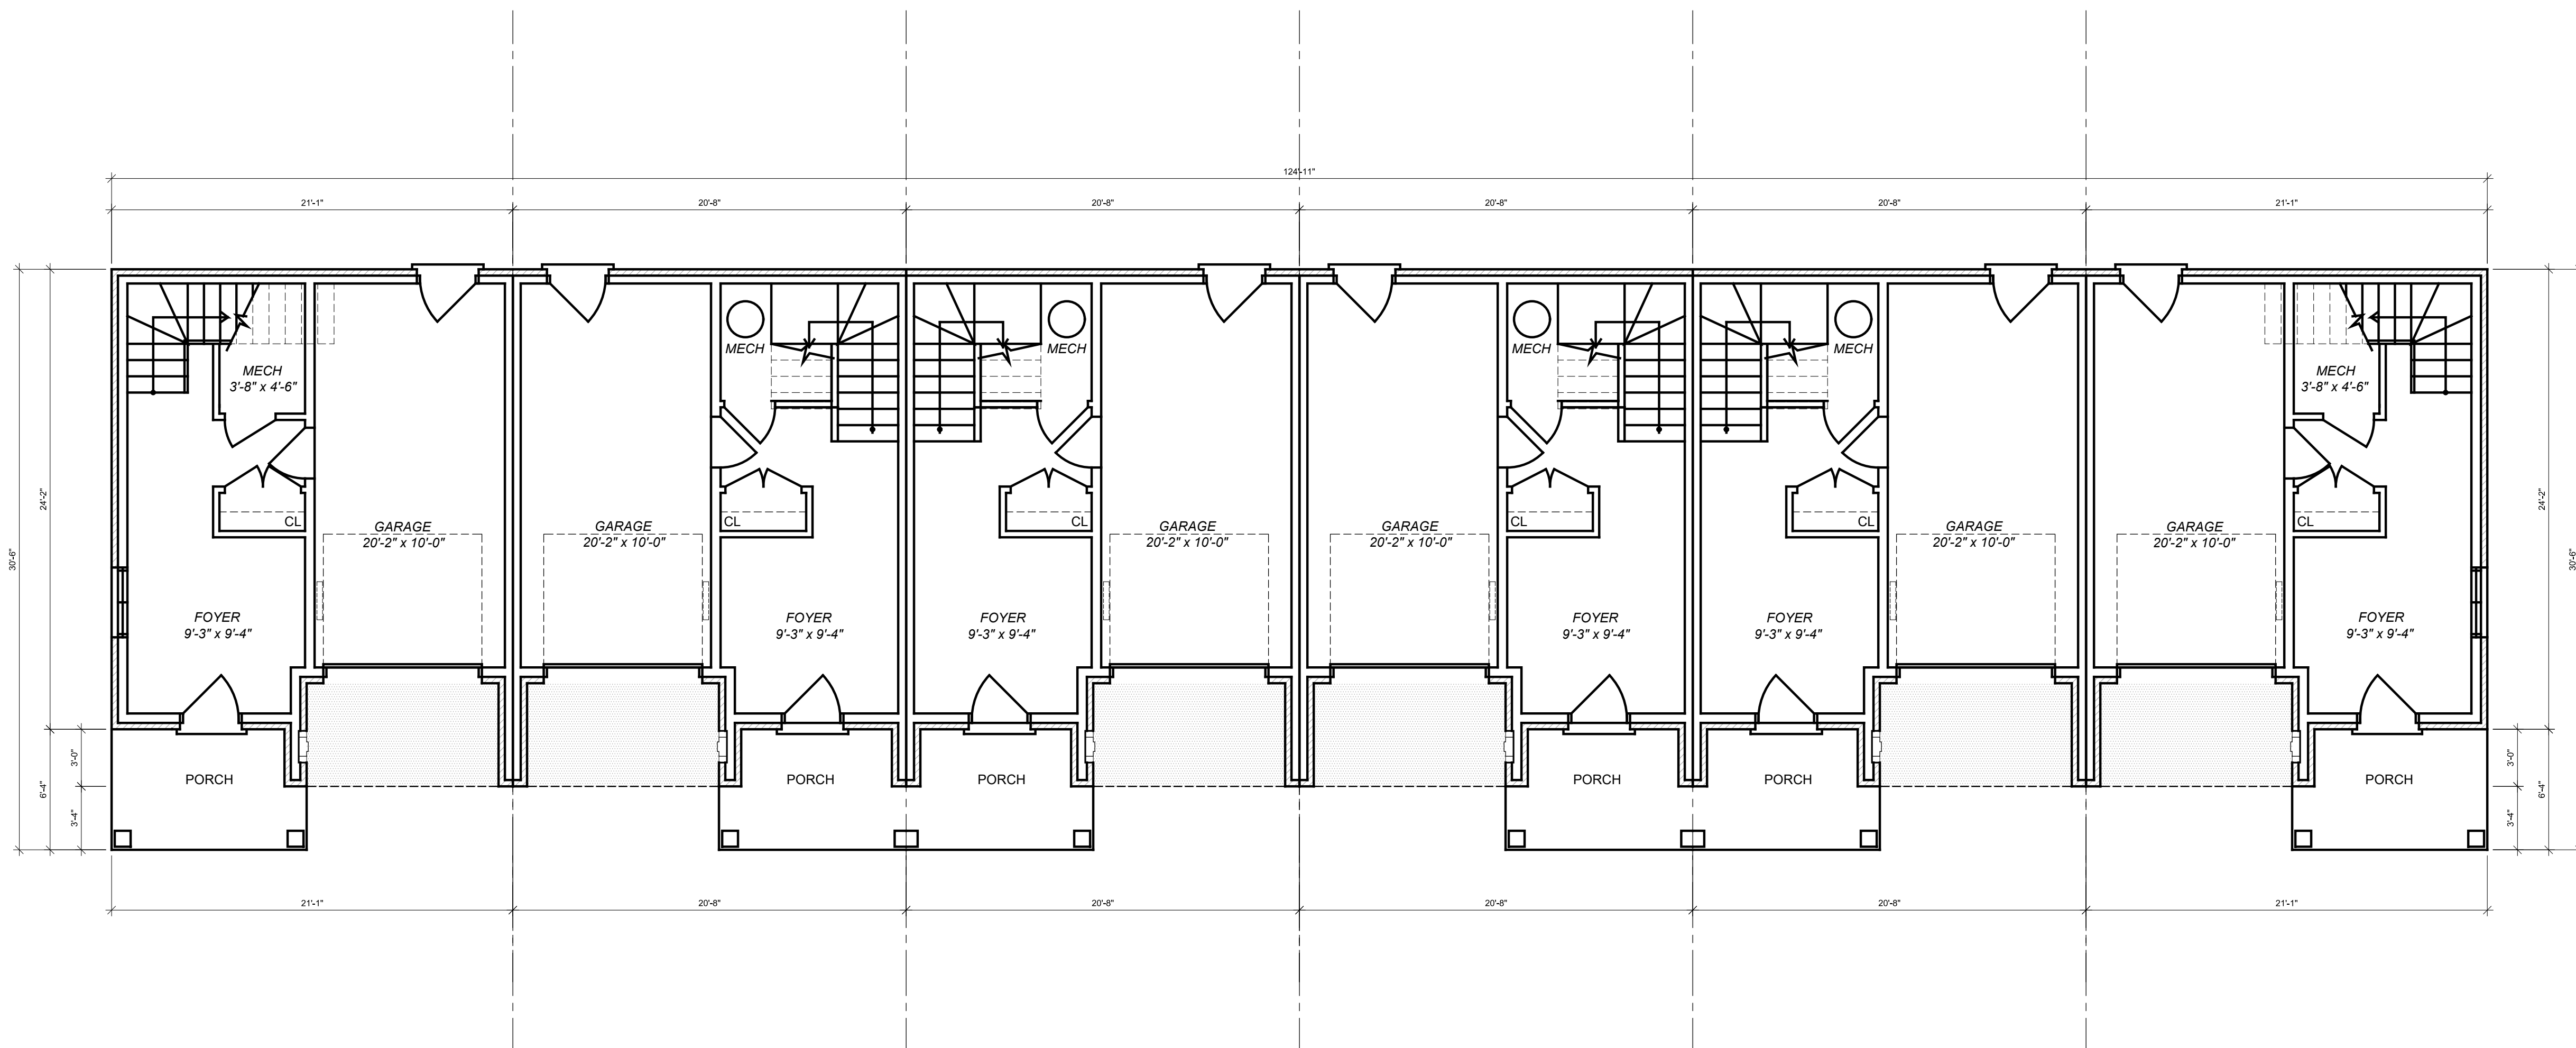 124'-11"
21'-1"
20'-8"
20'-8"
20'-8"
20'-8"
21'-1"
MECH
MECH
MECH
MECH
MECH
3'-8" x 4'-6"
MECH
3'-8" x 4'-6"
24'-2"
30'-6"
24'-2"
30'-6"
CL
CL
CL
CL
CL
CL
GARAGE
20'-2" x 10'-0"
GARAGE
20'-2" x 10'-0"
GARAGE
20'-2" x 10'-0"
GARAGE
20'-2" x 10'-0"
GARAGE
20'-2" x 10'-0"
GARAGE
20'-2" x 10'-0"
FOYER
9'-3" x 9'-4"
FOYER
9'-3" x 9'-4"
FOYER
9'-3" x 9'-4"
FOYER
9'-3" x 9'-4"
FOYER
9'-3" x 9'-4"
FOYER
9'-3" x 9'-4"
3'-0"
6'-4"
3'-4"
PORCH
PORCH
PORCH
PORCH
PORCH
PORCH
3'-0"
6'-4"
3'-4"
21'-1"
20'-8"
20'-8"
20'-8"
20'-8"
21'-1"